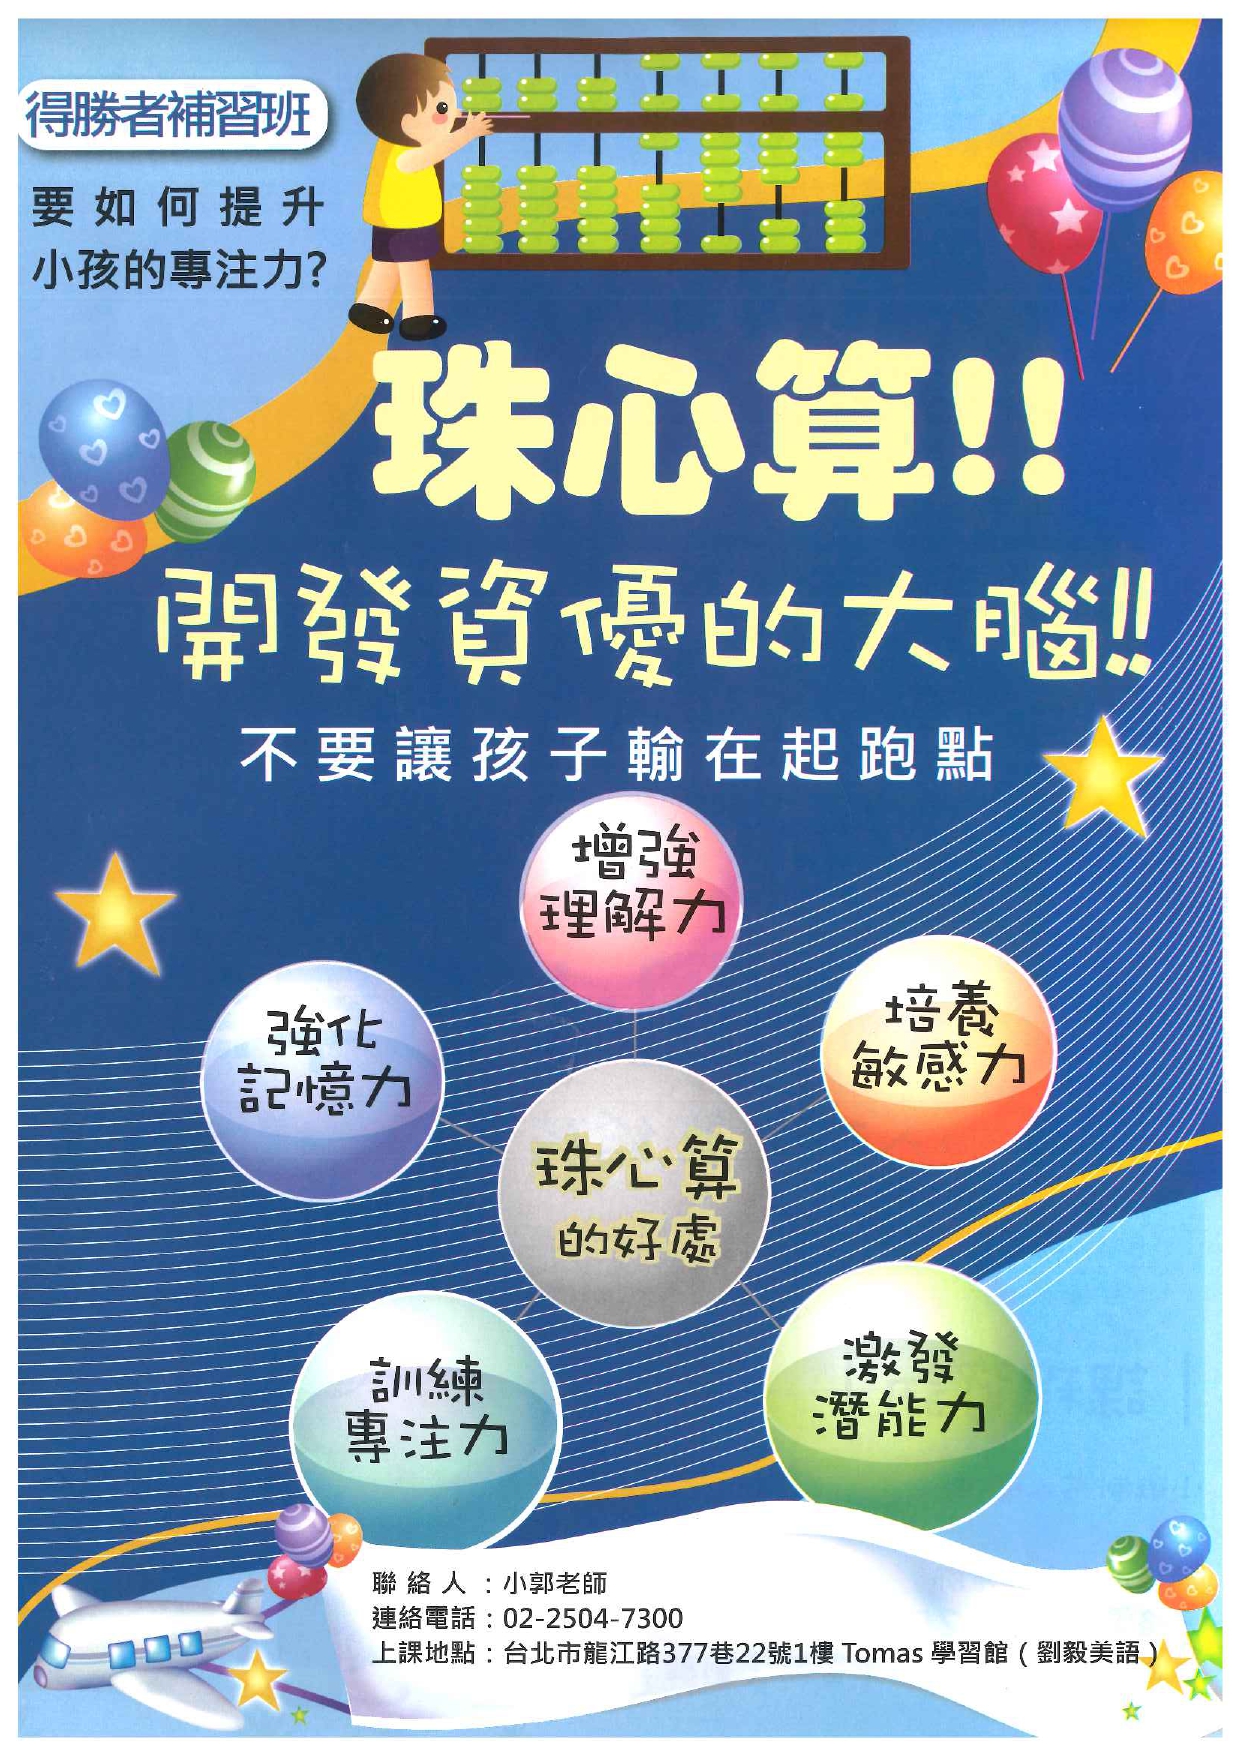 得勝者補習班
要如何提升
小孩的專注力?
珠心算!!
開發資優的大腦!!
不要讓孩子輸在起跑點
增強
理解力
強化
記憶力
培養
敏感力
珠心算
的好處
訓練
專注力
激發
潛能力
聯絡人：小郭老師
連絡電話：02-2504-7300
上課地點：台北市龍江路377巷22號1樓 Tomas 學習館（劉毅美語）